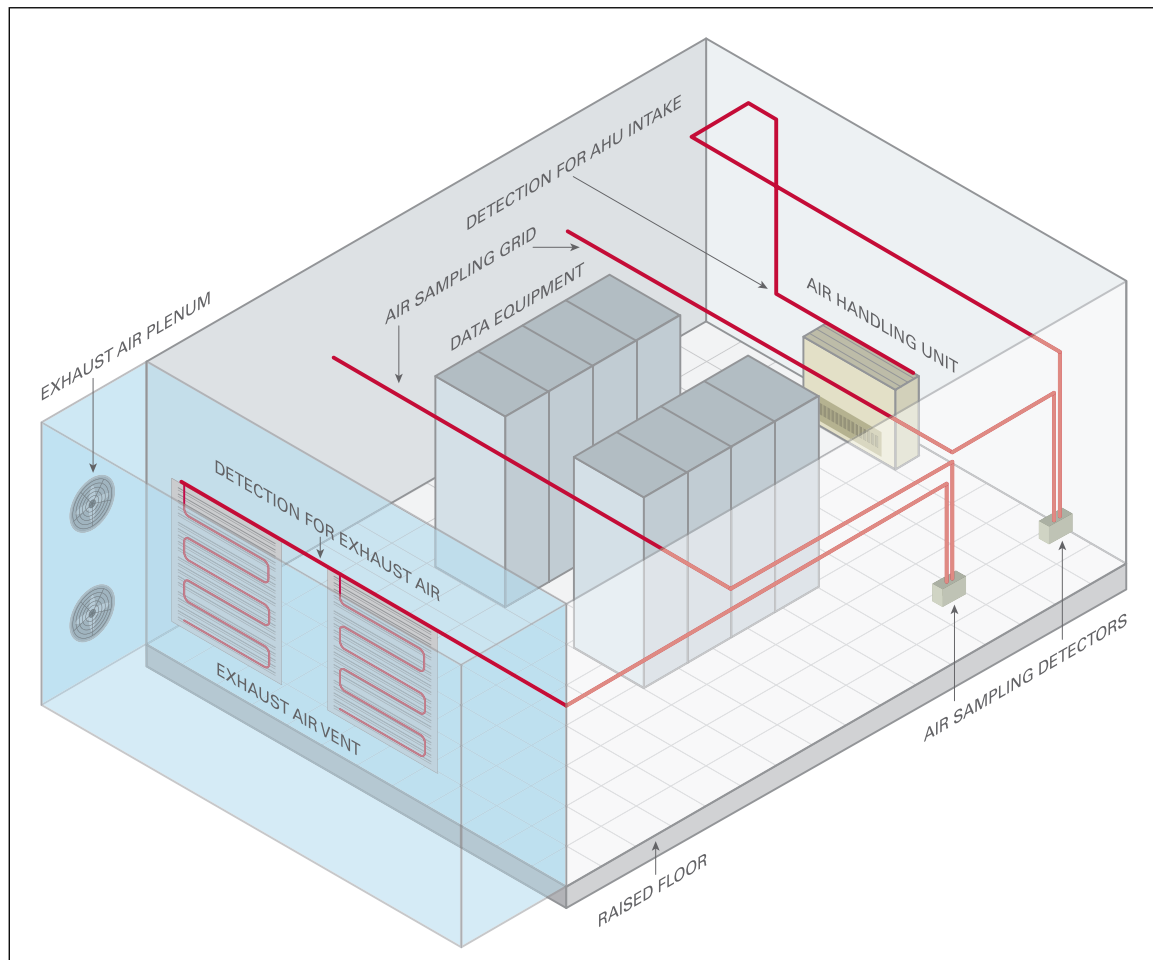 DETECTION FOR AHU INTAKE
AIR SAMPLING GRID
DATA EQUIPMENT
AIR HANDLING UNIT
EXHAUST AIR PLENUM
DETECTION FOR EXHAUST AIR
EXHAUST AIR VENT
AIR SAMPLING DETECTORS
RAISED FLOOR